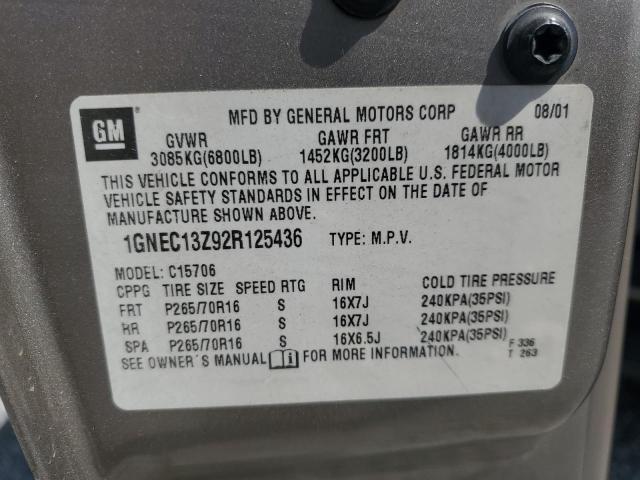 GM
MFD BY GENERAL MOTORS CORP 08/01
GVWR GAWR FRT GAWR RR
3085KG(6800LB) 1452KG(3200LB) 1814KG(4000LB)
THIS VEHICLE CONFORMS TO ALL APPLICABLE U.S. FEDERAL MOTOR
VEHICLE SAFETY STANDARDS IN EFFECT ON THE DATE OF
MANUFACTURE SHOWN ABOVE.
1GNEC13Z92R125436 TYPE: M.P.V.
MODEL: C15706
CPPG TIRE SIZE SPEED RTG RIM COLD TIRE PRESSURE
FRT P265/70R16 S 16X7J 240KPA(35PSI)
RR P265/70R16 S 16X7J 240KPA(35PSI)
SPA P265/70R16 S 16X6.5J 240KPA(35PSI) F 336
SEE OWNER'S MANUAL i FOR MORE INFORMATION. T 263